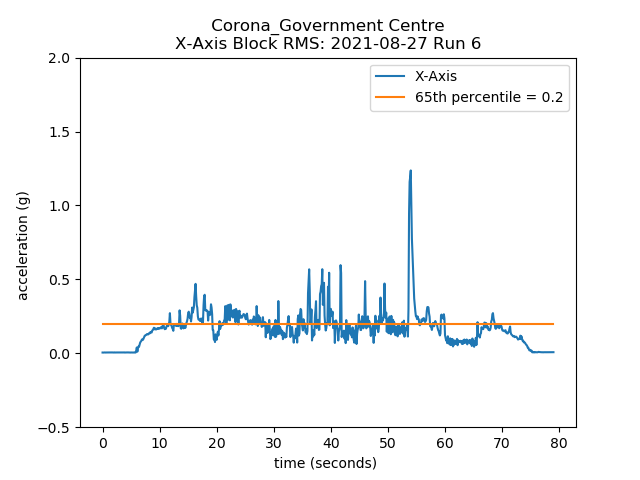 Corona_Government Centre
X-Axis Block RMS: 2021-08-27 Run 6
X-Axis
65th percentile = 0.2
acceleration (g)
2.0
1.5
1.0
0.5
0.0
−0.5
0 10 20 30 40 50 60 70 80
time (seconds)